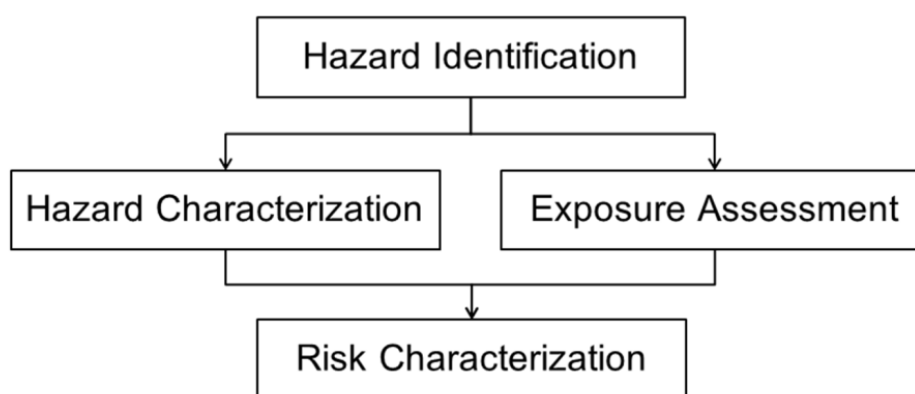 Hazard Identification
Hazard Characterization
Exposure Assessment
Risk Characterization